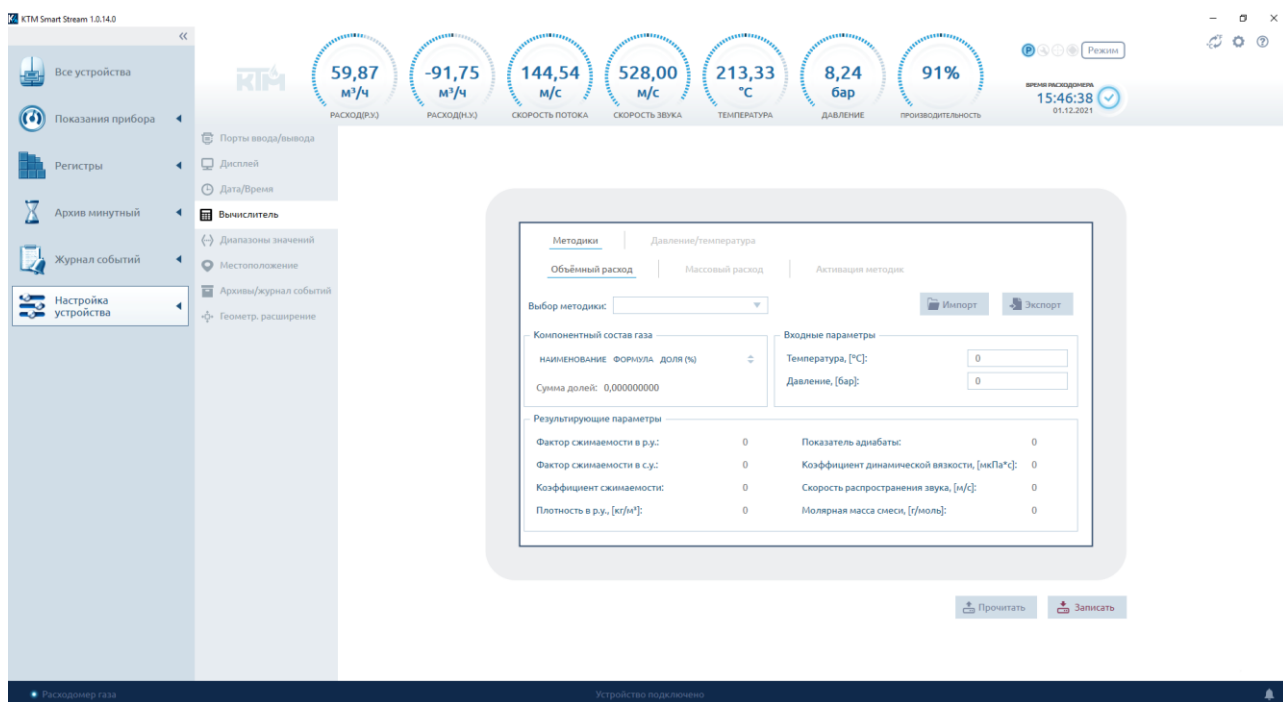 KTM Smart Stream 1.0.14.0
Все устройства
Показания прибора
Регистры
Архив минутный
Журнал событий
Настройка
устройства
КТМ
59,87
м³/ч
РАСХОД(Р.У.)
-91,75
м³/ч
РАСХОД(Н.У.)
144,54
м/с
СКОРОСТЬ ПОТОКА
528,00
м/с
СКОРОСТЬ ЗВУКА
213,33
°C
ТЕМПЕРАТУРА
8,24
бар
ДАВЛЕНИЕ
91%
ПРОИЗВОДИТЕЛЬНОСТЬ
P
Режим
ВРЕМЯ РАСХОДОМЕРА
15:46:38
01.12.2021
Порты ввода/вывода
Дисплей
Дата/Время
Вычислитель
Диапазоны значений
Местоположение
Архивы/журнал событий
Геометр. расширение
Методики Давление/температура
Объёмный расход Массовый расход Активация методик
Выбор методики: Импорт Экспорт
Компонентный состав газа
НАИМЕНОВАНИЕ ФОРМУЛА ДОЛЯ (%)
Сумма долей: 0,000000000
Входные параметры
Температура, [°C]: 0
Давление, [бар]: 0
Результирующие параметры
Фактор сжимаемости в р.у.: 0 Показатель адиабаты: 0
Фактор сжимаемости в с.у.: 0 Коэффициент динамической вязкости, [мкПа*с]: 0
Коэффициент сжимаемости: 0 Скорость распространения звука, [м/с]: 0
Плотность в р.у., [кг/м³]: 0 Молярная масса смеси, [г/моль]: 0
Прочитать Записать
Расходомер газа Устройство подключено